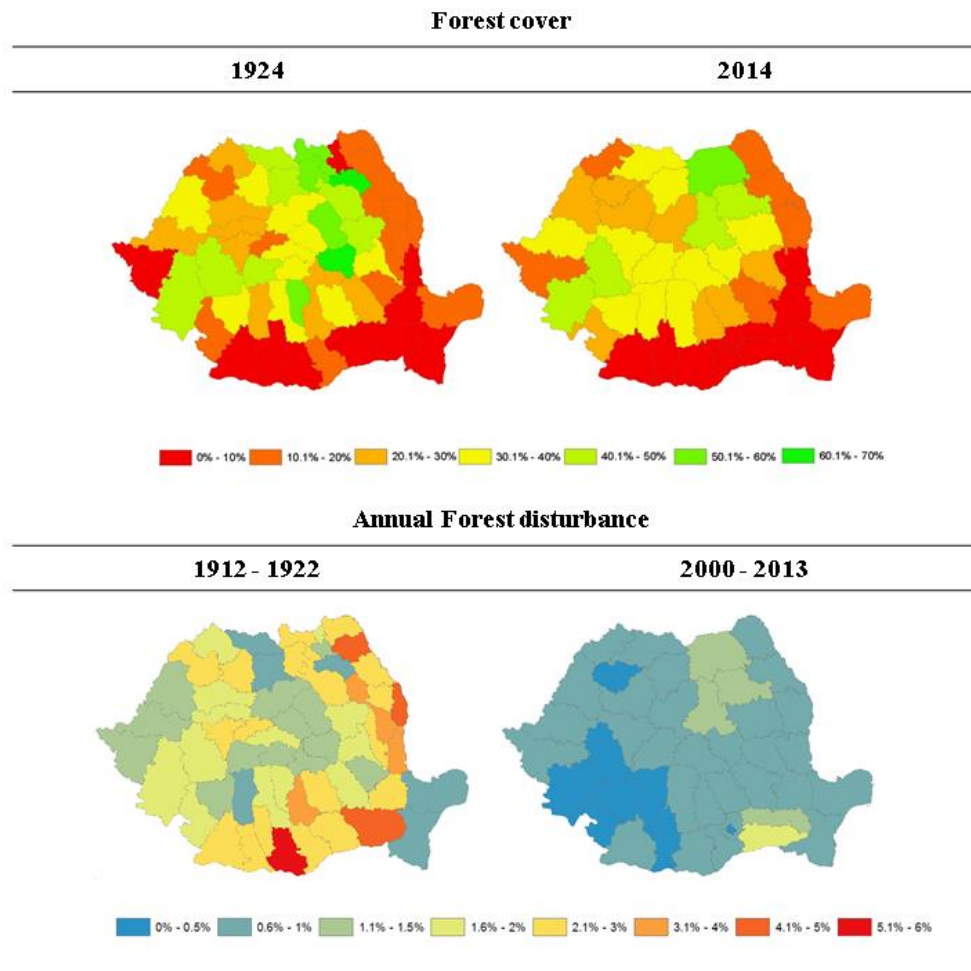 Forest cover
1924 2014
0% - 10% 10.1% - 20% 20.1% - 30% 30.1% - 40% 40.1% - 50% 50.1% - 60% 60.1% - 70%
Annual Forest disturbance
1912 - 1922 2000 - 2013
0% - 0.5% 0.6% - 1% 1.1% - 1.5% 1.6% - 2% 2.1% - 3% 3.1% - 4% 4.1% - 5% 5.1% - 6%